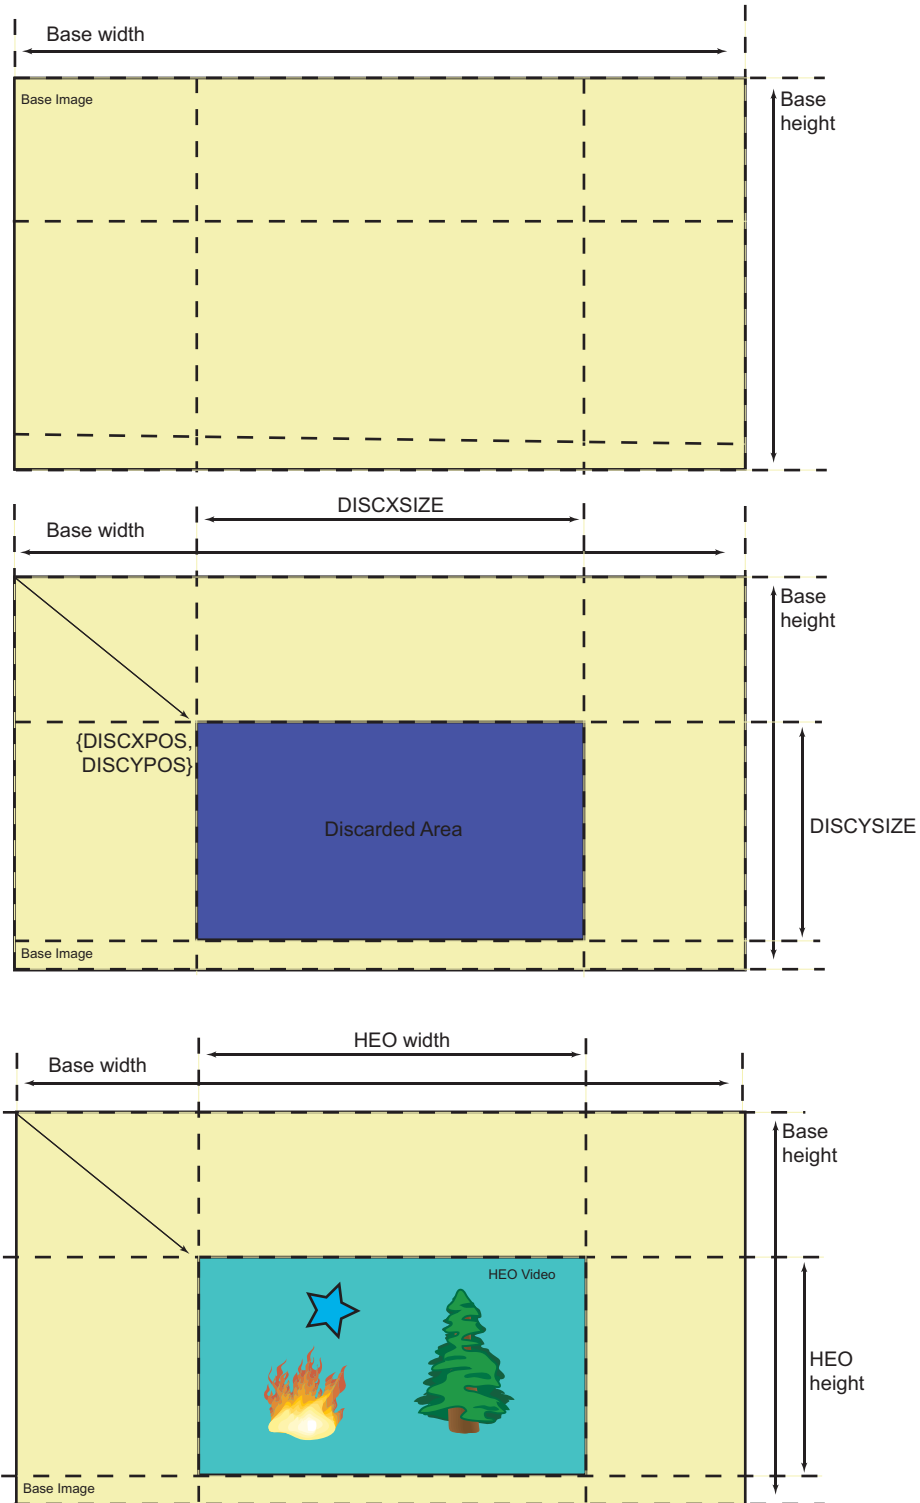 Base width
Base Image
Base
height
DISCXSIZE
Base width
Base
height
{DISCXPOS,
DISCYPOS}
Discarded Area
DISCYSIZE
Base Image
HEO width
Base width
Base
height
HEO Video
HEO
height
Base Image